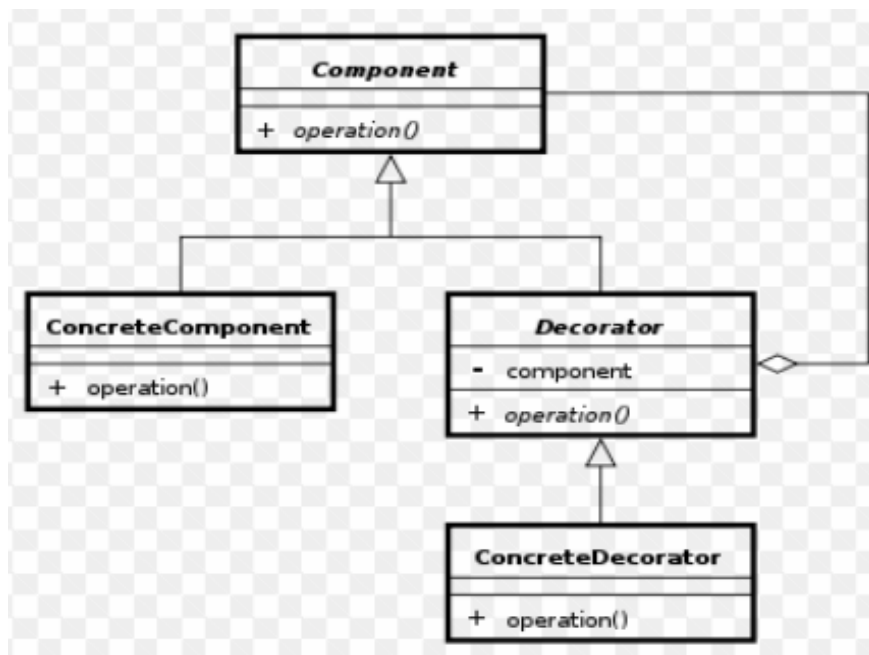 Component
+ operation()
ConcreteComponent
+ operation()
Decorator
- component
+ operation()
ConcreteDecorator
+ operation()